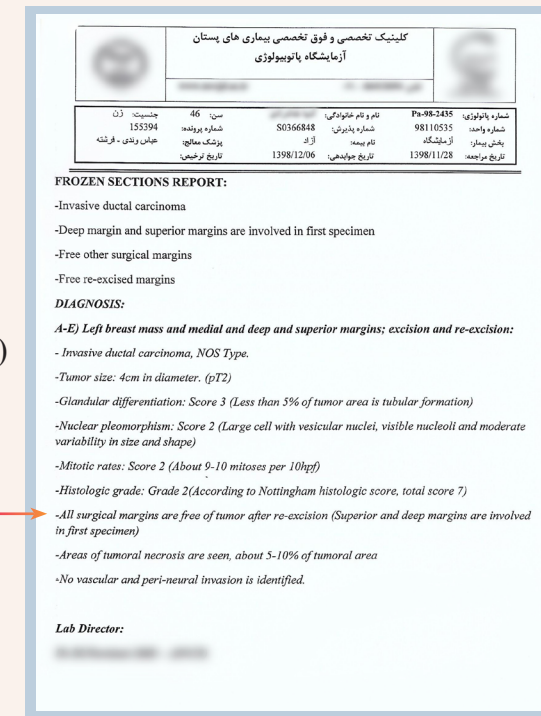 کلینیک تخصصی و فوق تخصصی بیماری های پستان
آزمایشگاه پاتوبیولوژی
شماره پاتولوژی: Pa-98-2435 نام و نام خانوادگی: سن: 46 جنسیت: زن
شماره واحد: 98110535 شماره پذیرش: S0366848 شماره پرونده: 155394
بخش بیمار: آزمایشگاه نام بیمه: آزاد پزشک معالج: عباس وندی - فرشته
تاریخ مراجعه: 1398/11/28 تاریخ جوابدهی: 1398/12/06 تاریخ ترخیص:
FROZEN SECTIONS REPORT:
-Invasive ductal carcinoma
-Deep margin and superior margins are involved in first specimen
-Free other surgical margins
-Free re-excised margins
DIAGNOSIS:
A-E) Left breast mass and medial and deep and superior margins; excision and re-excision:
- Invasive ductal carcinoma, NOS Type.
-Tumor size: 4cm in diameter. (pT2)
-Glandular differentiation: Score 3 (Less than 5% of tumor area is tubular formation)
-Nuclear pleomorphism: Score 2 (Large cell with vesicular nuclei, visible nucleoli and moderate
variability in size and shape)
-Mitotic rates: Score 2 (About 9-10 mitoses per 10hpf)
-Histologic grade: Grade 2(According to Nottingham histologic score, total score 7)
-All surgical margins are free of tumor after re-excision (Superior and deep margins are involved
in first specimen)
-Areas of tumoral necrosis are seen, about 5-10% of tumoral area
-No vascular and peri-neural invasion is identified.
Lab Director:
)